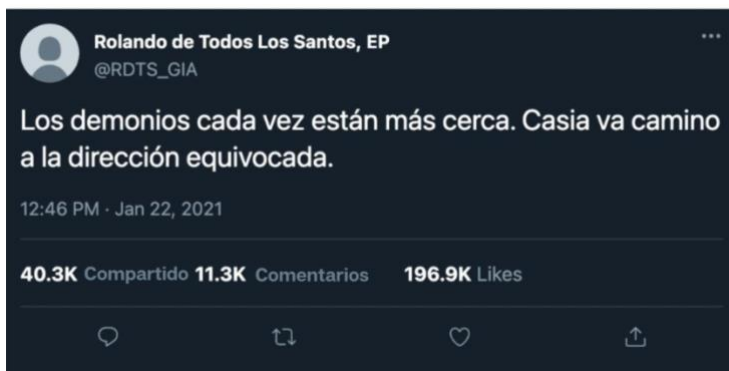 Rolando de Todos Los Santos, EP
@RDTS_GIA
Los demonios cada vez están más cerca. Casia va camino
a la dirección equivocada.
12:46 PM · Jan 22, 2021
40.3K Compartido 11.3K Comentarios 196.9K Likes